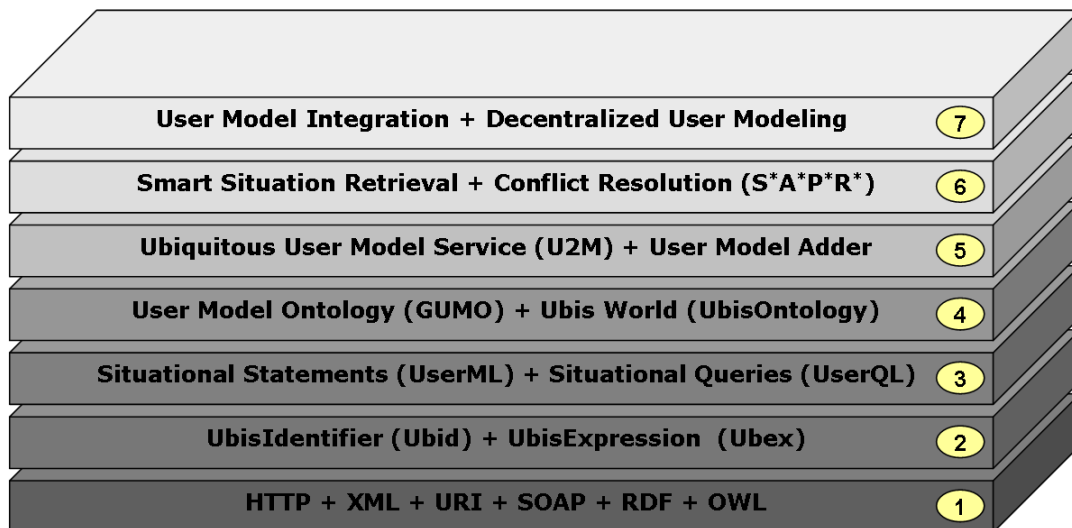 User Model Integration + Decentralized User Modeling 7
Smart Situation Retrieval + Conflict Resolution (S*A*P*R*) 6
Ubiquitous User Model Service (U2M) + User Model Adder 5
User Model Ontology (GUMO) + Ubis World (UbisOntology) 4
Situational Statements (UserML) + Situational Queries (UserQL) 3
UbisIdentifier (Ubid) + UbisExpression (Ubex) 2
HTTP + XML + URI + SOAP + RDF + OWL 1